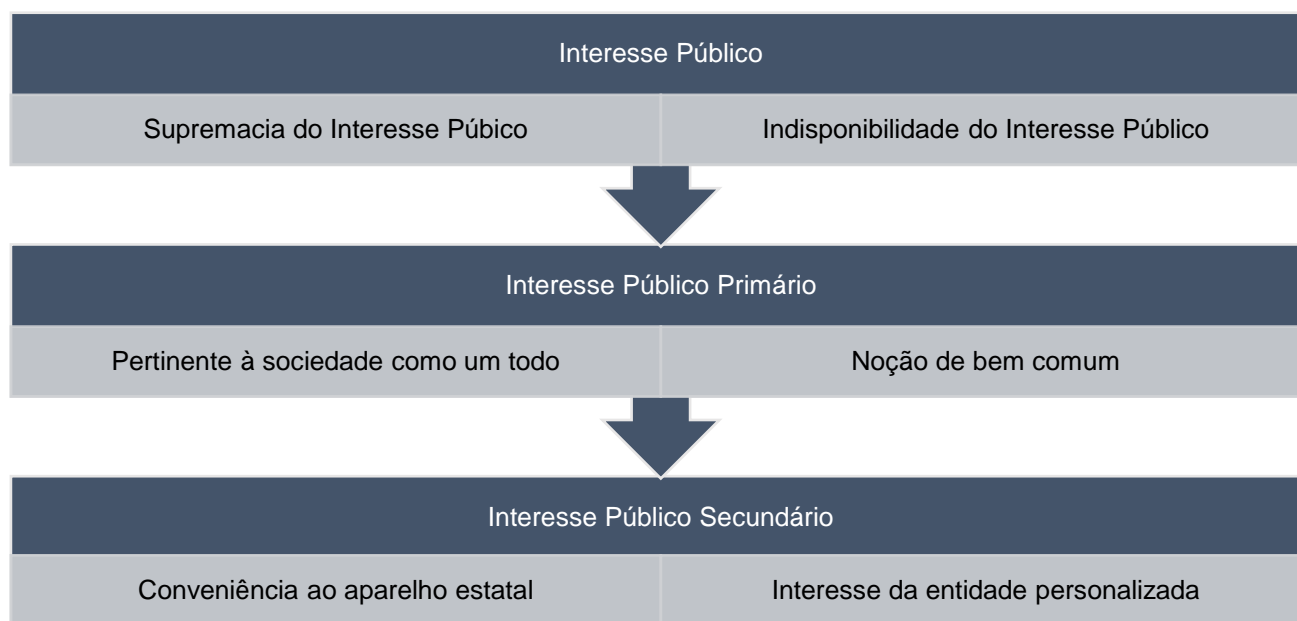 Interesse Público
Supremacia do Interesse Púbico
Indisponibilidade do Interesse Público
Interesse Público Primário
Pertinente à sociedade como um todo
Noção de bem comum
Interesse Público Secundário
Conveniência ao aparelho estatal
Interesse da entidade personalizada